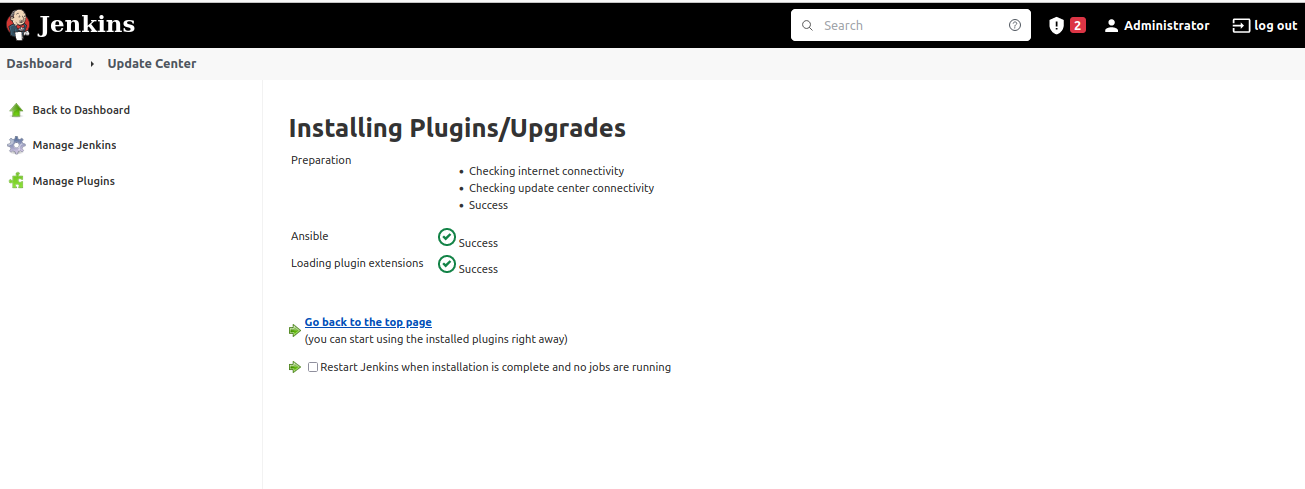 Jenkins
Search
2
Administrator
log out
Dashboard
Update Center
Back to Dashboard
Manage Jenkins
Manage Plugins
Installing Plugins/Upgrades
Preparation
Checking internet connectivity
Checking update center connectivity
Success
Ansible
Success
Loading plugin extensions
Success
Go back to the top page
(you can start using the installed plugins right away)
Restart Jenkins when installation is complete and no jobs are running